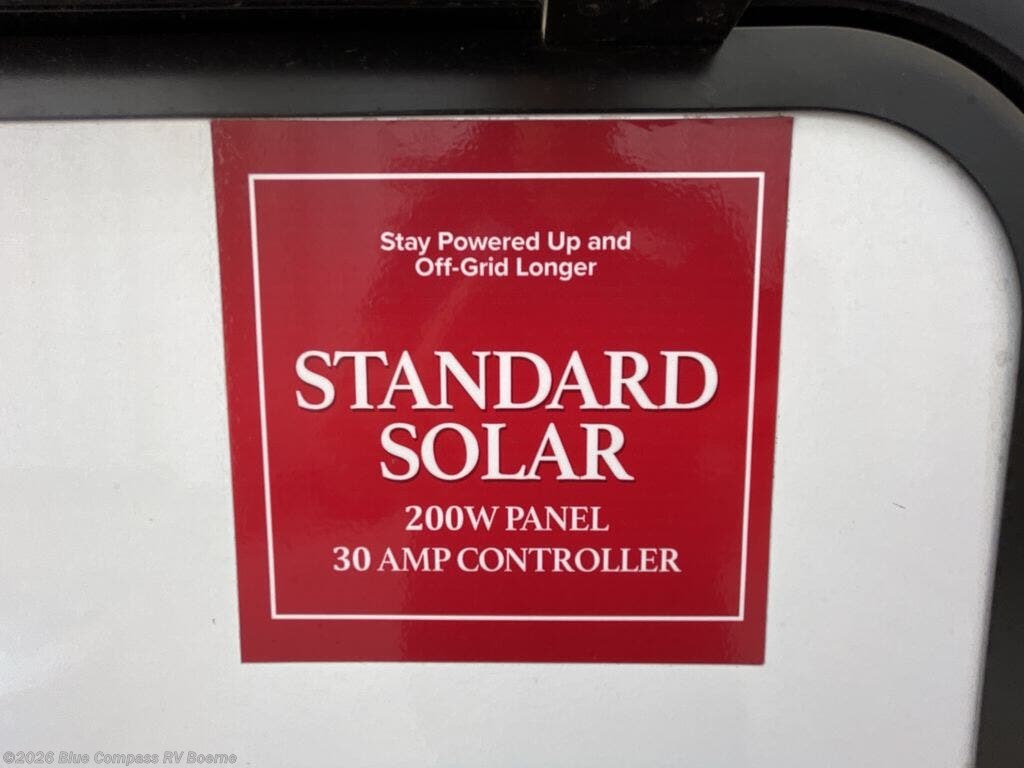 Stay Powered Up and
Off-Grid Longer
STANDARD
SOLAR
200W PANEL
30 AMP CONTROLLER
©2026 Blue Compass RV Boerne